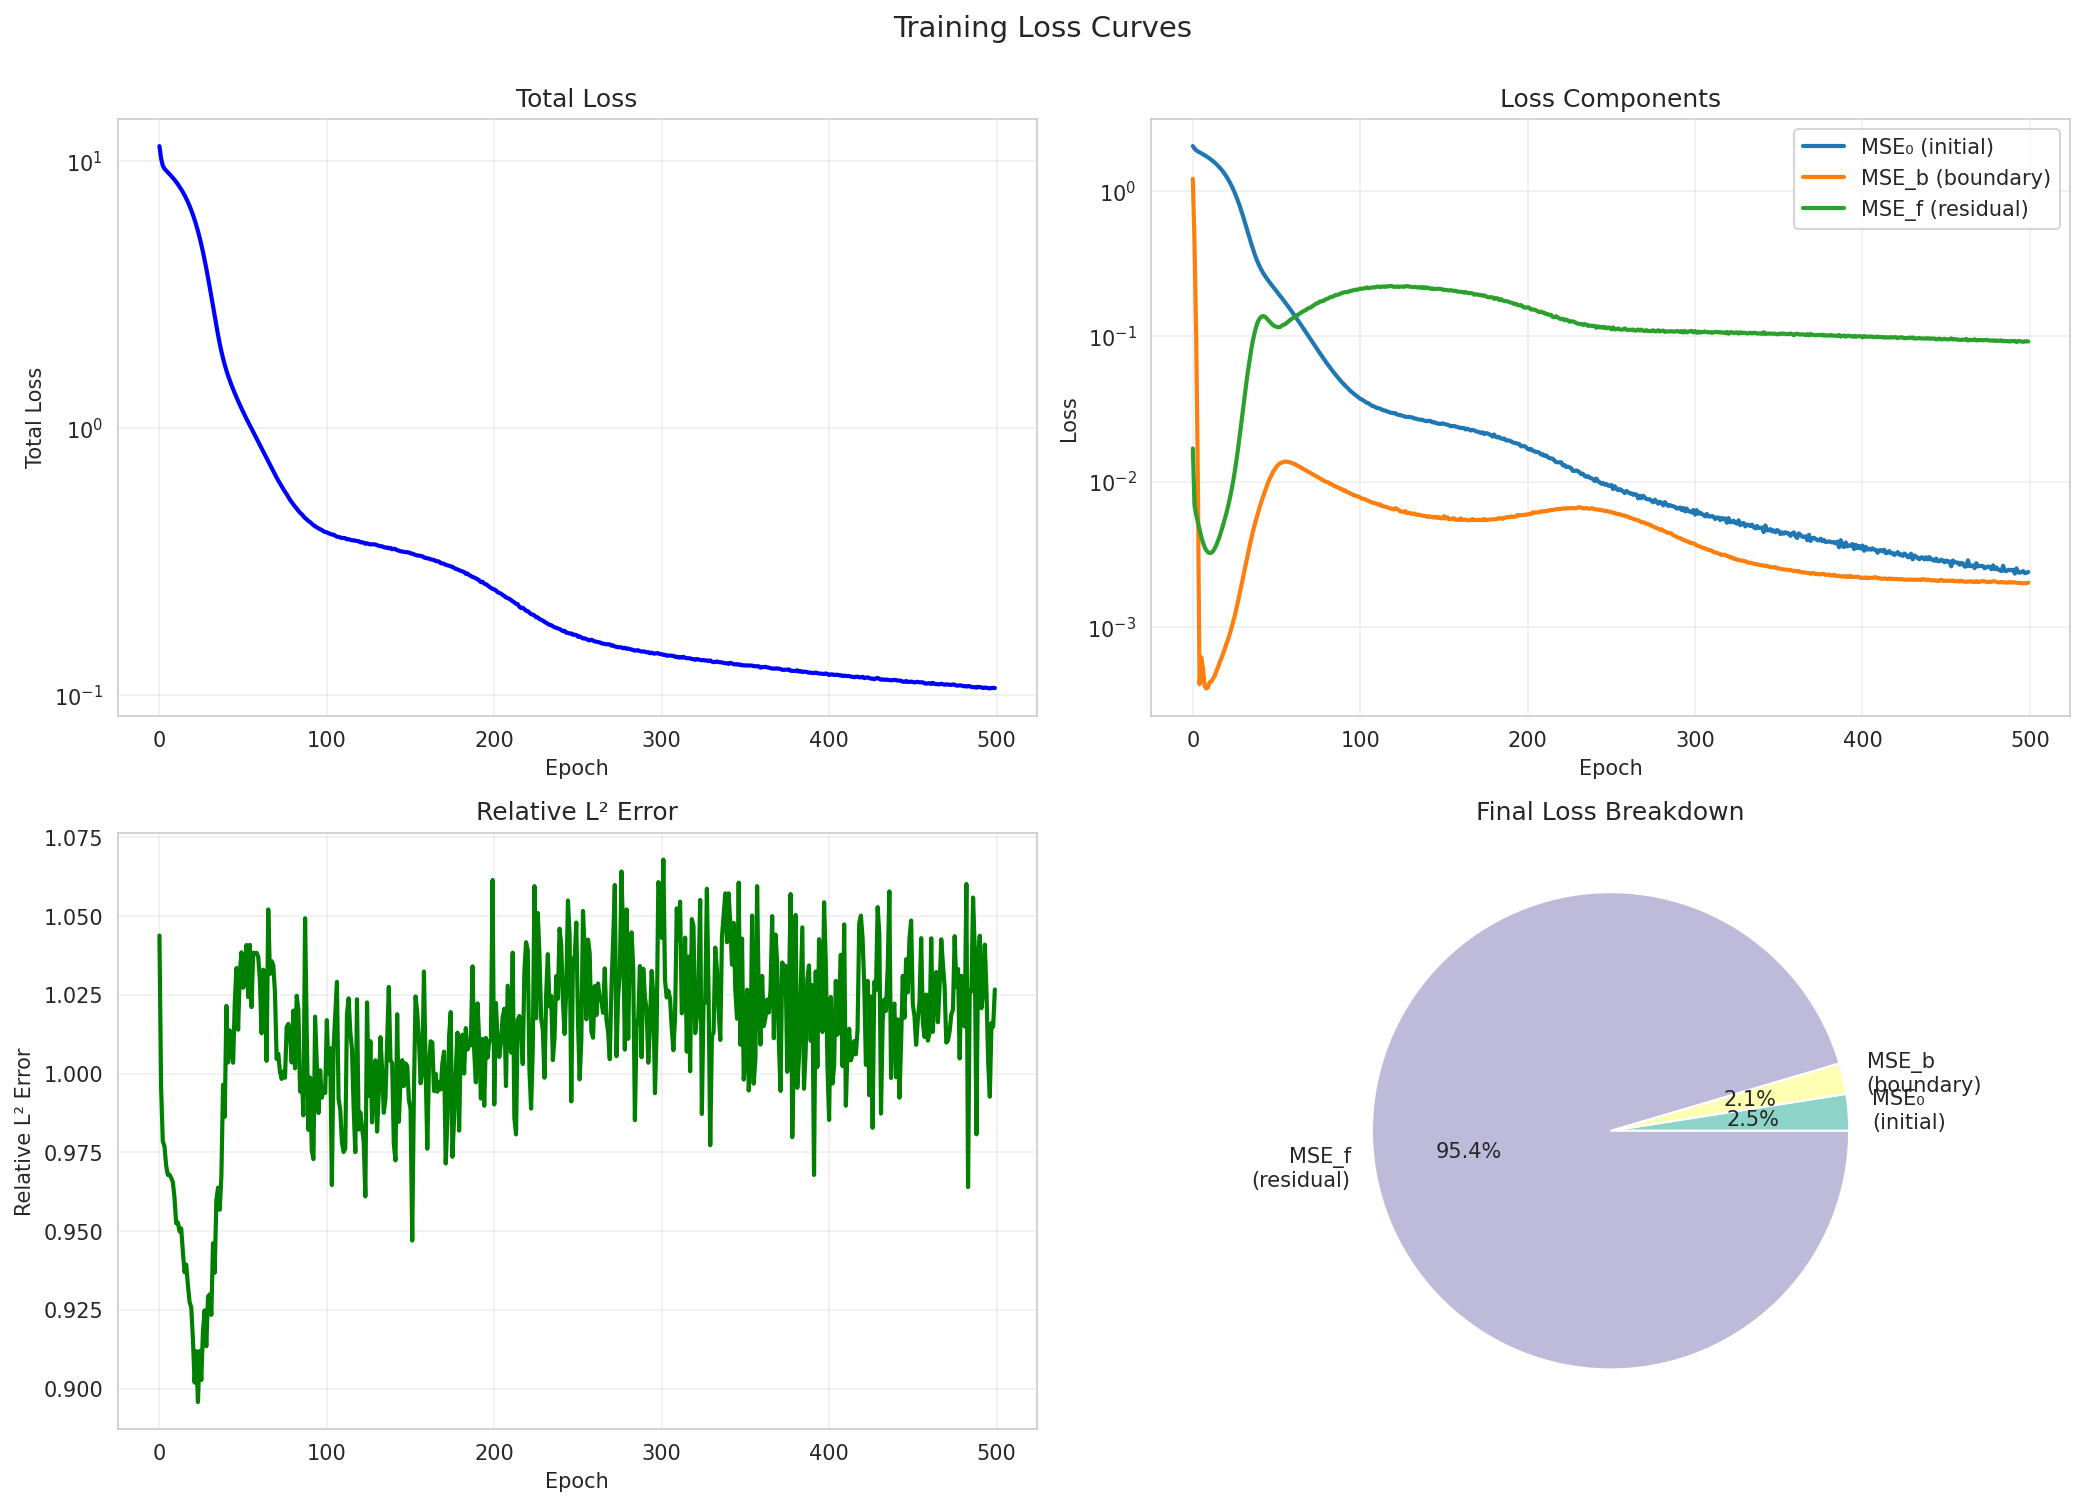 Training Loss Curves
Total Loss
10¹
10⁰
10⁻¹
Total Loss
0 100 200 300 400 500
Epoch
Loss Components
MSE₀ (initial)
MSE_b (boundary)
MSE_f (residual)
10⁰
10⁻¹
10⁻²
10⁻³
Loss
0 100 200 300 400 500
Epoch
Relative L² Error
1.075
1.050
1.025
1.000
0.975
0.950
0.925
0.900
Relative L² Error
0 100 200 300 400 500
Epoch
Final Loss Breakdown
MSE_b
(boundary)
MSE₀
(initial)
2.1%
2.5%
95.4%
MSE_f
(residual)